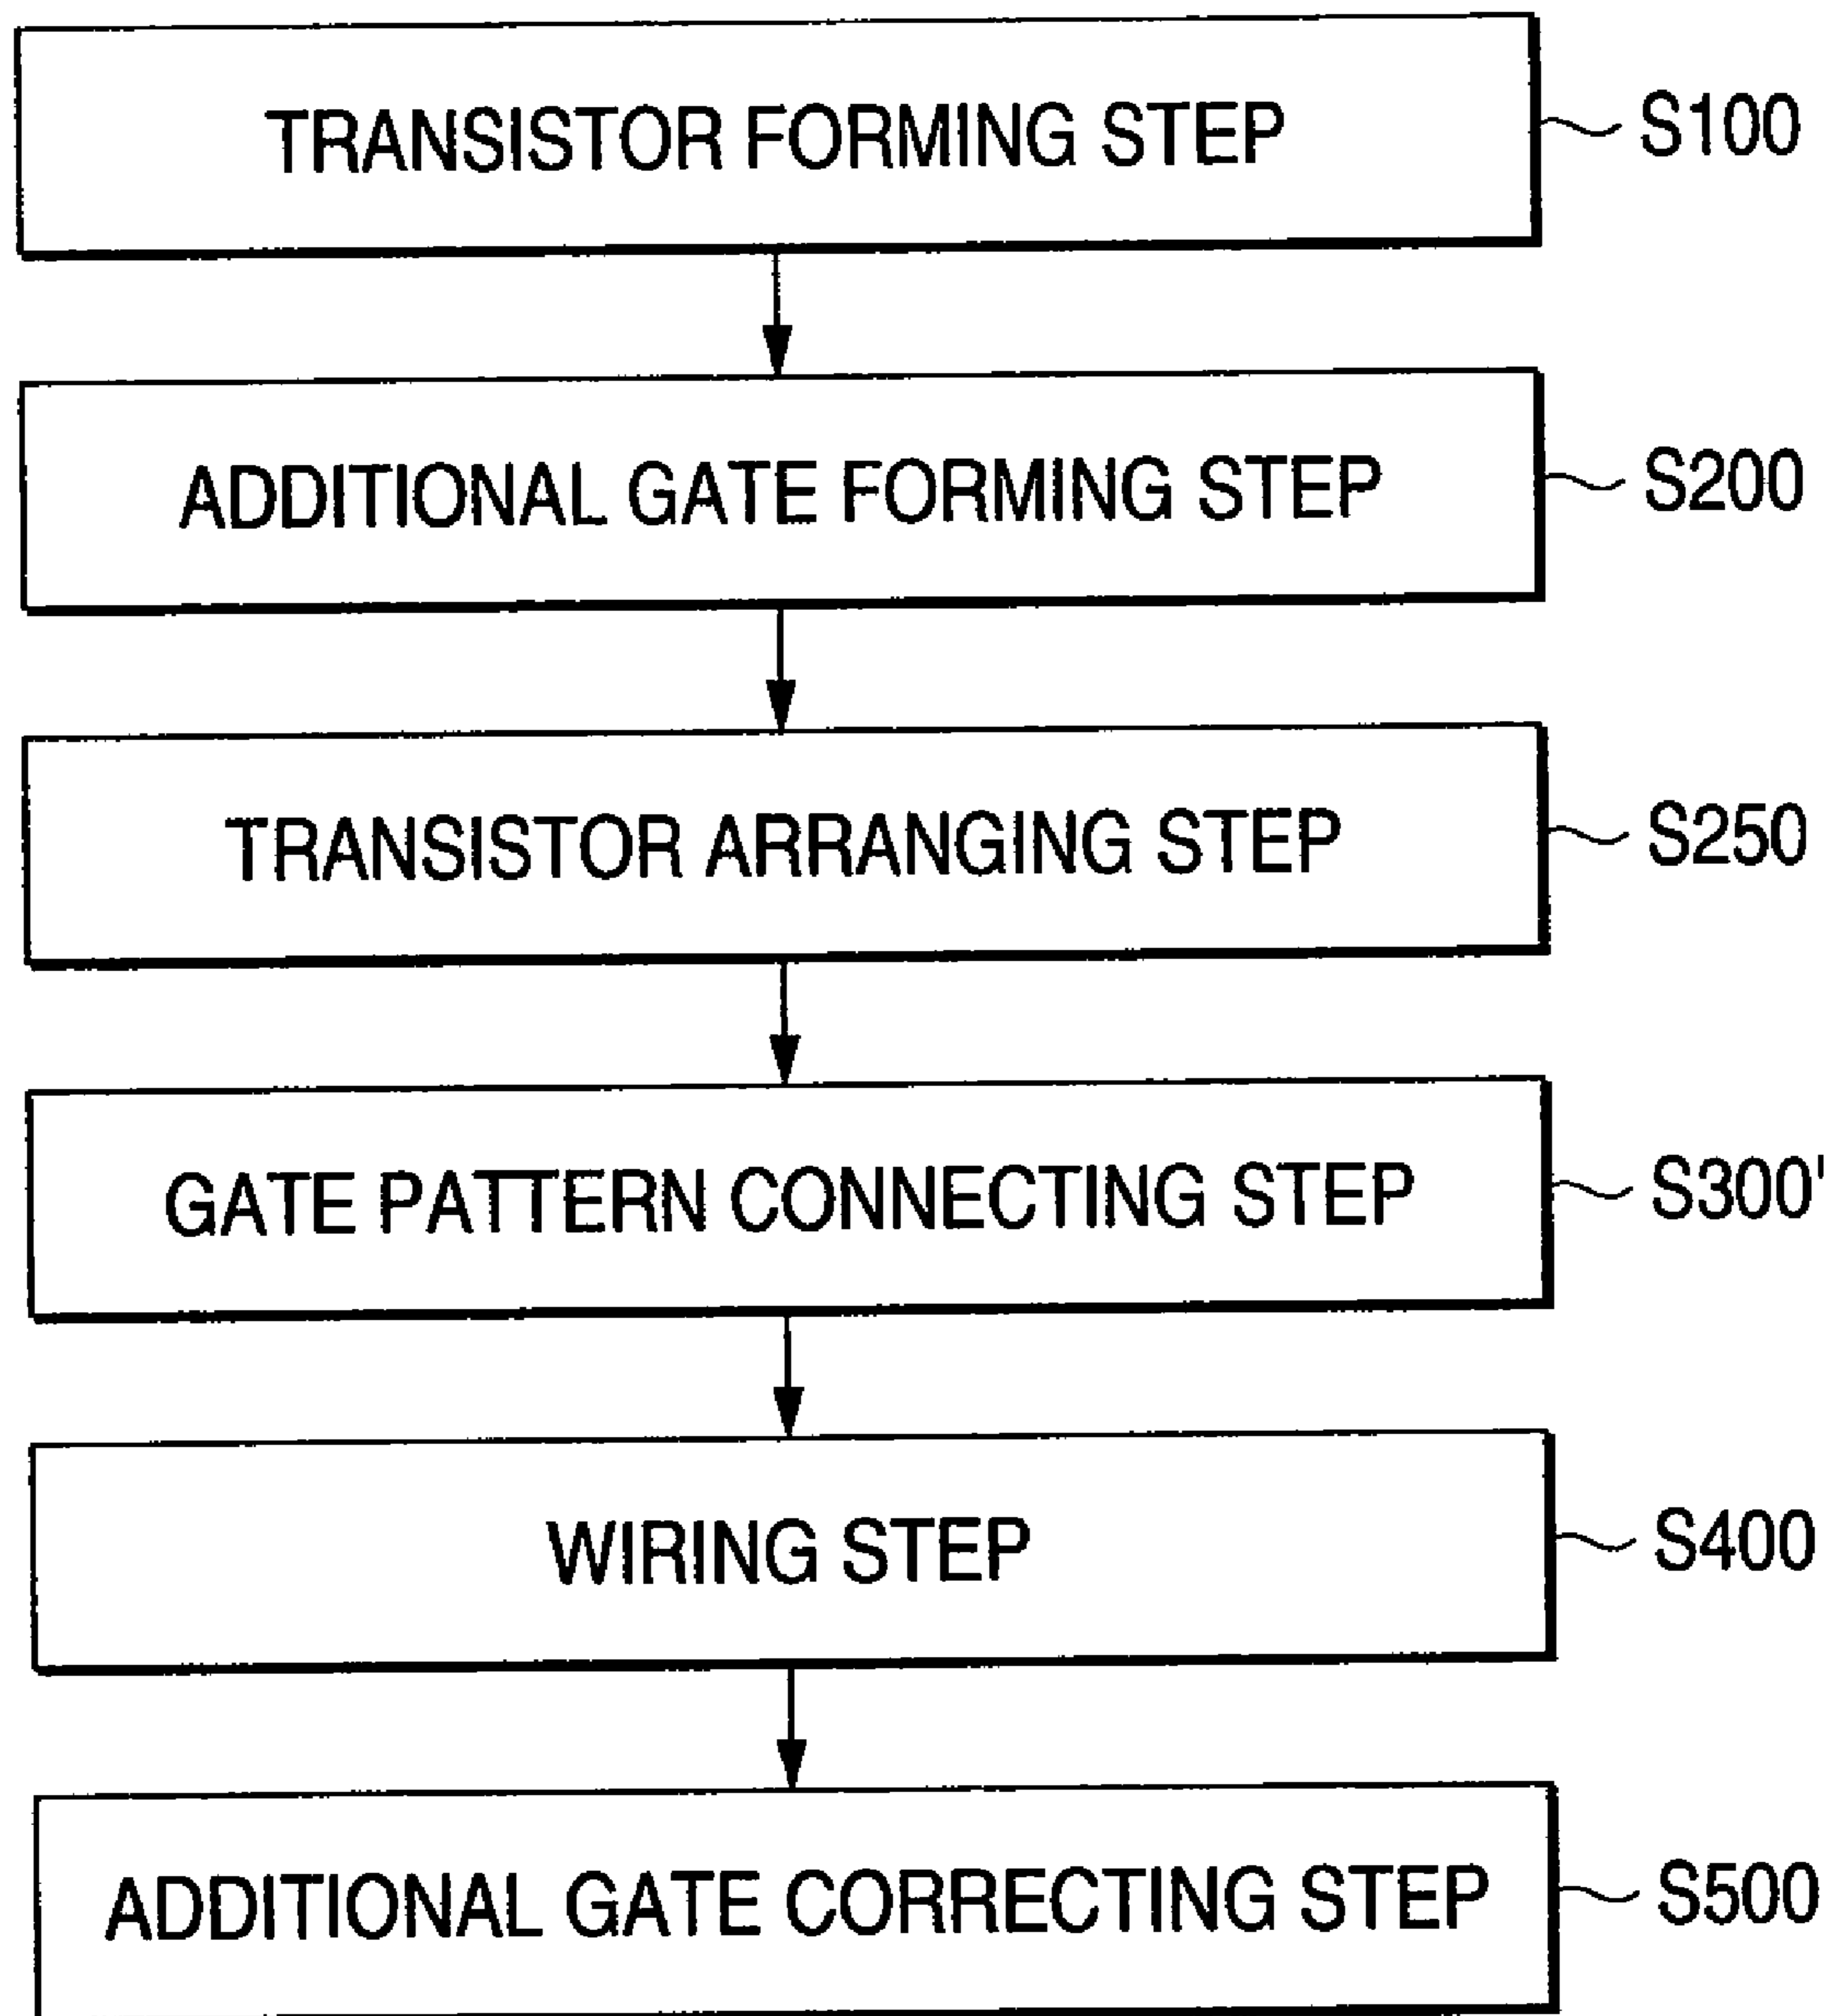 TRANSISTOR FORMING STEP S100
ADDITIONAL GATE FORMING STEP S200
TRANSISTOR ARRANGING STEP S250
GATE PATTERN CONNECTING STEP S300'
WIRING STEP S400
ADDITIONAL GATE CORRECTING STEP S500